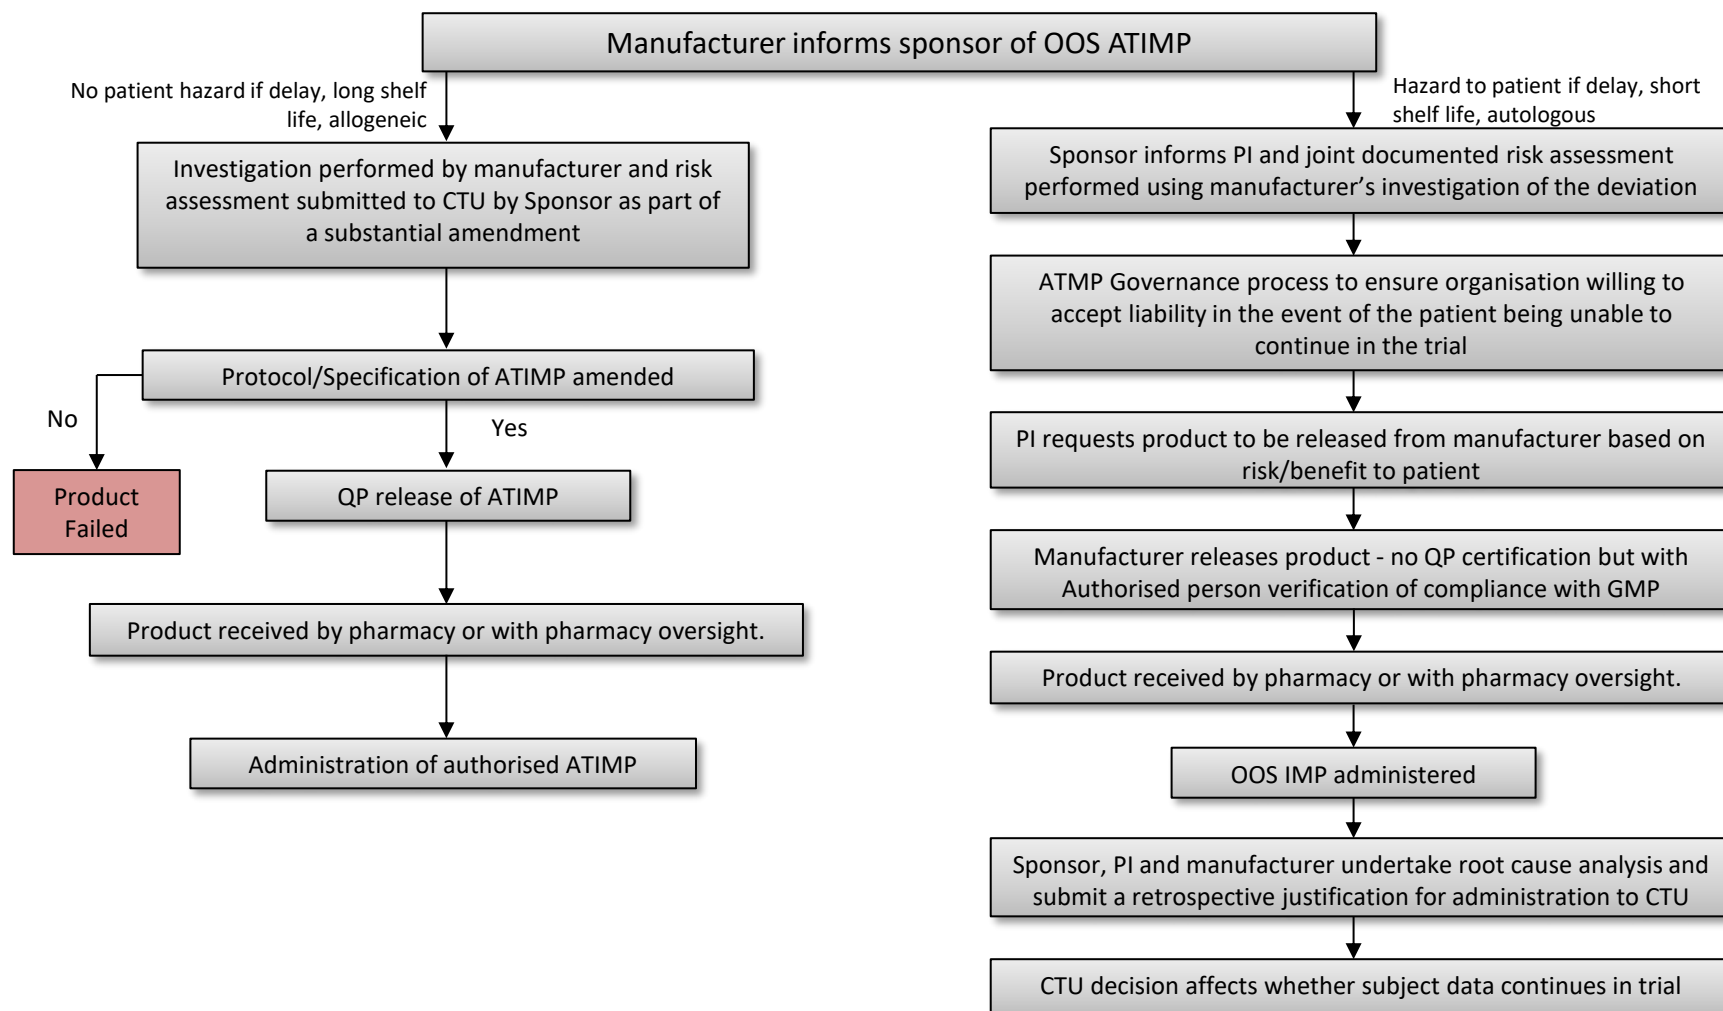 Manufacturer informs sponsor of OOS ATIMP
No patient hazard if delay, long shelf
life, allogeneic
Investigation performed by manufacturer and risk
assessment submitted to CTU by Sponsor as part of
a substantial amendment
Protocol/Specification of ATIMP amended
No
Yes
Product
Failed
QP release of ATIMP
Product received by pharmacy or with pharmacy oversight.
Administration of authorised ATIMP
Hazard to patient if delay, short
shelf life, autologous
Sponsor informs PI and joint documented risk assessment
performed using manufacturer’s investigation of the deviation
ATMP Governance process to ensure organisation willing to
accept liability in the event of the patient being unable to
continue in the trial
PI requests product to be released from manufacturer based on
risk/benefit to patient
Manufacturer releases product - no QP certification but with
Authorised person verification of compliance with GMP
Product received by pharmacy or with pharmacy oversight.
OOS IMP administered
Sponsor, PI and manufacturer undertake root cause analysis and
submit a retrospective justification for administration to CTU
CTU decision affects whether subject data continues in trial